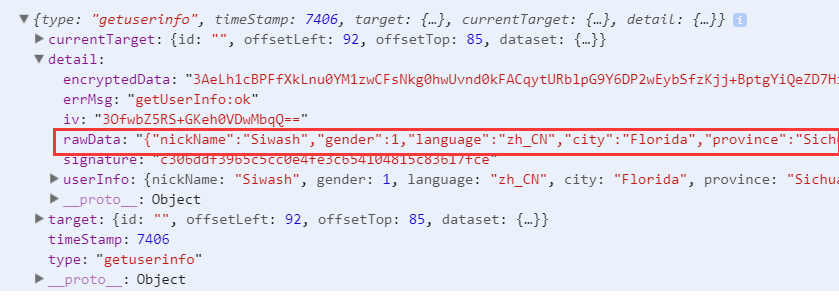 {type: "getuserinfo", timeStamp: 7406, target: {…}, currentTarget: {…}, detail: {…}} i
currentTarget: {id: "", offsetLeft: 92, offsetTop: 85, dataset: {…}}
detail:
encryptedData: "3AeLh1cBPFfXkLnu0YM1zwCFsNkg0hwUvnd0kFACqytURblpG9Y6DP2wEybSfzKjj+BptgYiQeZD7H
errMsg: "getUserInfo:ok"
iv: "3OfwbZ5RS+GKeh0VDwMbqQ=="
rawData: "{"nickName":"Siwash","gender":1,"language":"zh_CN","city":"Florida","province":"Sich
signature: "c306ddf3965c5cc0e4fe3c654104815c83617fce"
userInfo: {nickName: "Siwash", gender: 1, language: "zh_CN", city: "Florida", province: "Sichua
__proto__: Object
target: {id: "", offsetLeft: 92, offsetTop: 85, dataset: {…}}
timeStamp: 7406
type: "getuserinfo"
__proto__: Object